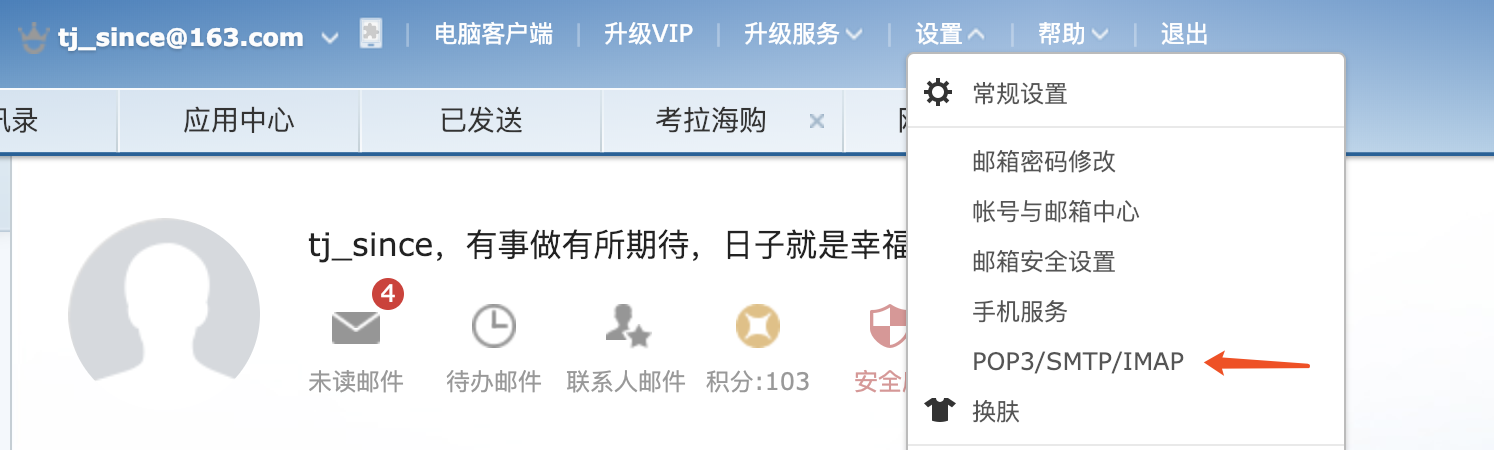 tj_since@163.com 电脑客户端 升级VIP 升级服务 设置 帮助 退出
录 应用中心 已发送 考拉海购
常规设置
邮箱密码修改
帐号与邮箱中心
邮箱安全设置
手机服务
POP3/SMTP/IMAP
换肤
tj_since，有事做有所期待，日子就是幸福
4
未读邮件 待办邮件 联系人邮件 积分:103 安全